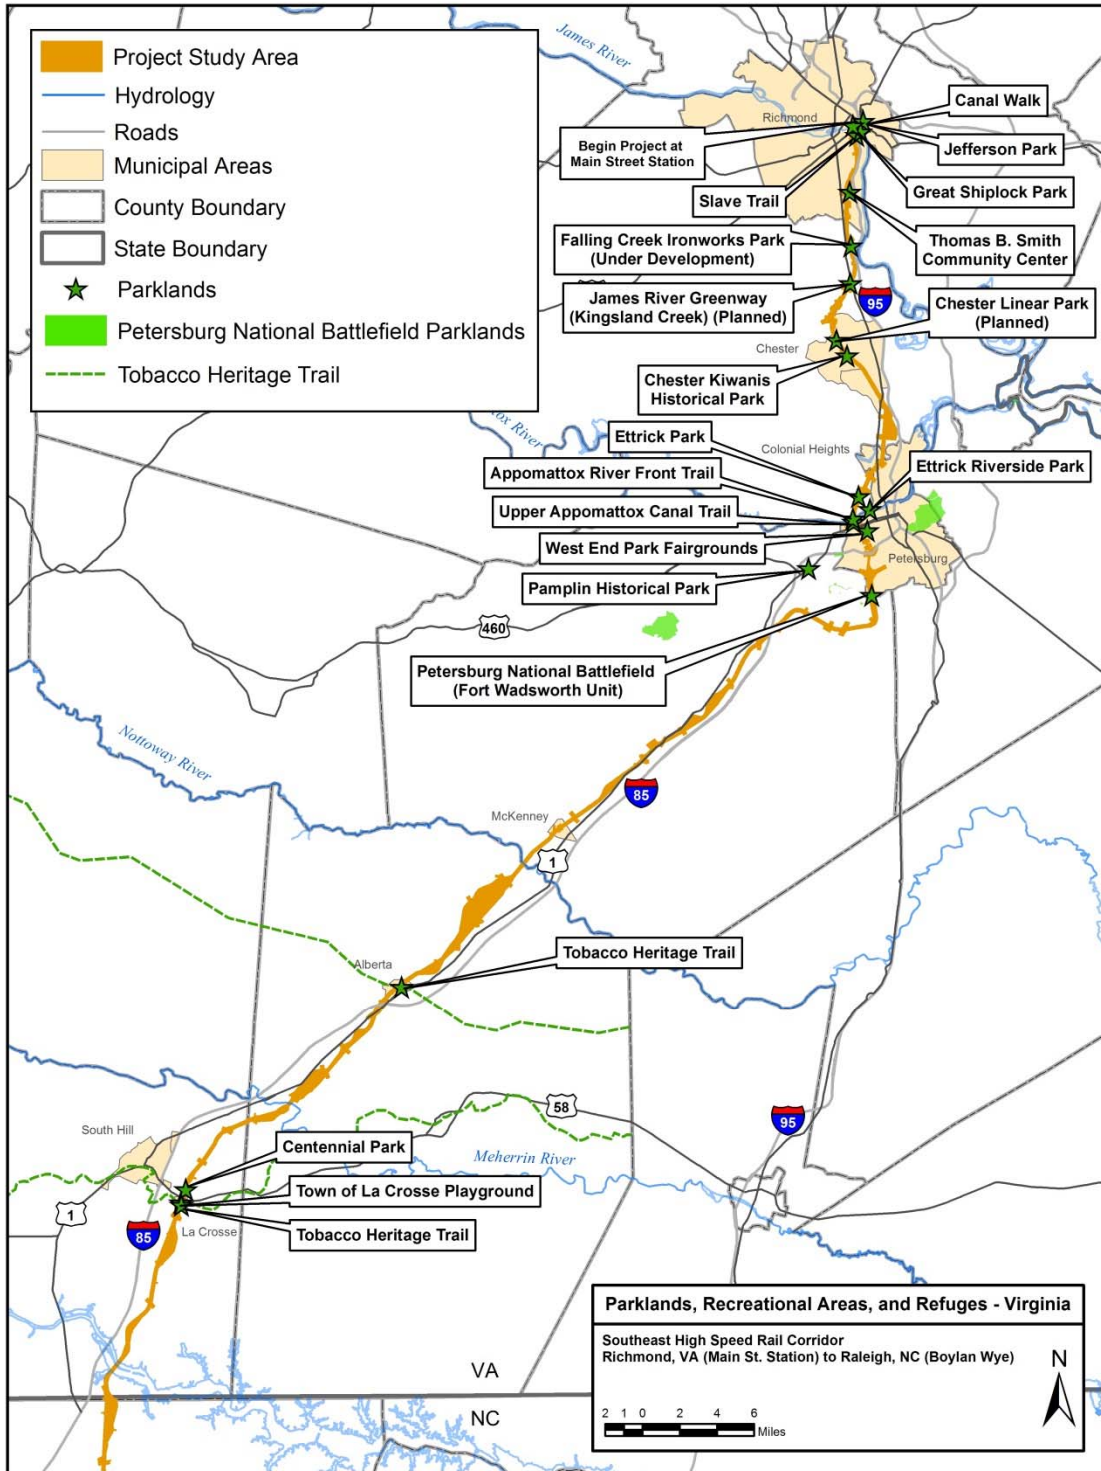 Project Study Area
Hydrology
Roads
Municipal Areas
County Boundary
State Boundary
Parklands
Petersburg National Battlefield Parklands
Tobacco Heritage Trail
James River
Richmond
Canal Walk
Begin Project at
Main Street Station
Jefferson Park
Slave Trail
Great Shiplock Park
Falling Creek Ironworks Park
(Under Development)
Thomas B. Smith
Community Center
James River Greenway
(Kingsland Creek) (Planned)
95
Chester Linear Park
(Planned)
Chester
Chester Kiwanis
Historical Park
ox River
Ettrick Park
Colonial Heights
Appomattox River Front Trail
Ettrick Riverside Park
Upper Appomattox Canal Trail
West End Park Fairgrounds
Petersburg
Pamplin Historical Park
460
Petersburg National Battlefield
(Fort Wadsworth Unit)
Nottoway River
85
McKenney
1
Alberta
Tobacco Heritage Trail
58
95
South Hill
Centennial Park
Meherrin River
Town of La Crosse Playground
1
85
La Crosse
Tobacco Heritage Trail
Parklands, Recreational Areas, and Refuges - Virginia
Southeast High Speed Rail Corridor
Richmond, VA (Main St. Station) to Raleigh, NC (Boylan Wye)
N
2 1 0 2 4 6
Miles
VA
NC